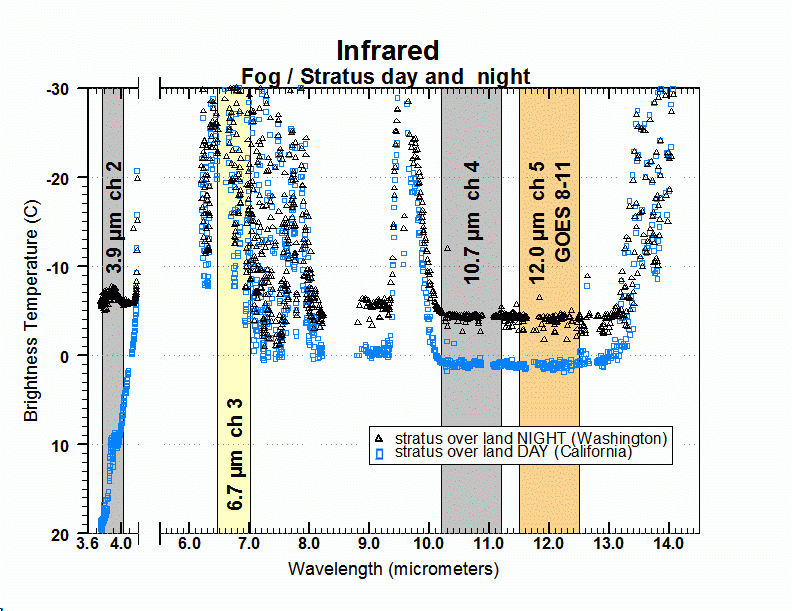 Infrared
Fog / Stratus day and night
-30
-20
-10
0
10
20
Brightness Temperature (C)
3.9 µm ch 2
6.7 µm ch 3
10.7 µm ch 4
12.0 µm ch 5
GOES 8-11
stratus over land NIGHT (Washington)
stratus over land DAY (California)
3.6 4.0 6.0 7.0 8.0 9.0 10.0 11.0 12.0 13.0 14.0
Wavelength (micrometers)